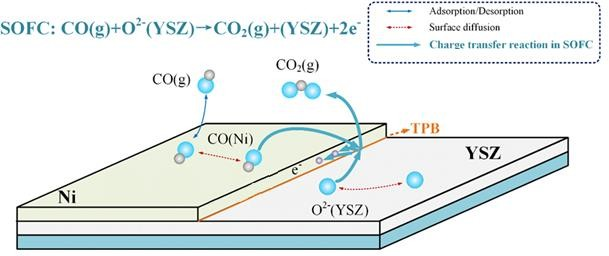 SOFC: CO(g)+O²⁻(YSZ)→CO₂(g)+(YSZ)+2e⁻
Adsorption/Desorption
Surface diffusion
Charge transfer reaction in SOFC
CO(g)
CO₂(g)
CO(Ni)
TPB
YSZ
e⁻
Ni
O²⁻(YSZ)